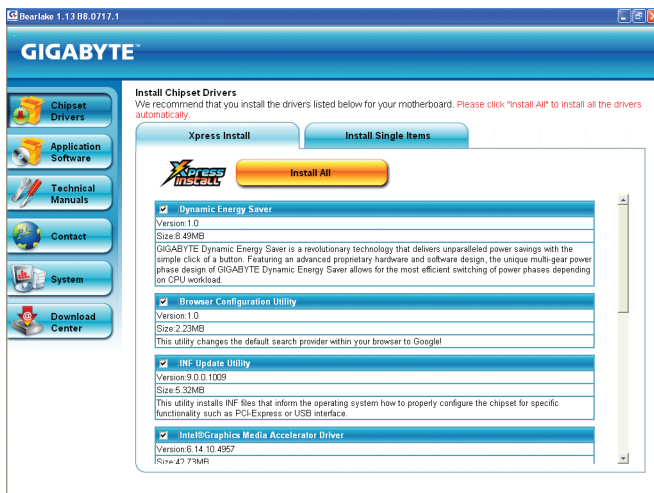 Bearlake 1.13 B8.0717.1
GIGABYTE™
Chipset
Drivers
Application
Software
Technical
Manuals
Contact
System
Download
Center
Install Chipset Drivers
We recommend that you install the drivers listed below for your motherboard. Please click "Install All" to install all the drivers
automatically.
Xpress Install
Install Single Items
Xpress
Install
Install All
Dynamic Energy Saver
Version:1.0
Size:8.49MB
GIGABYTE Dynamic Energy Saver is a revolutionary technology that delivers unparalleled power savings with the
simple click of a button. Featuring an advanced proprietary hardware and software design, the unique multi-gear power
phase design of GIGABYTE Dynamic Energy Saver allows for the most efficient switching of power phases depending
on CPU workload.
Browser Configuration Utility
Version:1.0
Size:2.23MB
This utility changes the default search provider within your browser to Google!
INF Update Utility
Version:9.0.0.1009
Size:5.32MB
This utility installs INF files that inform the operating system how to properly configure the chipset for specific
functionality such as PCI-Express or USB interface.
Intel®Graphics Media Accelerator Driver
Version:6.14.10.4957
Size:42.73MB